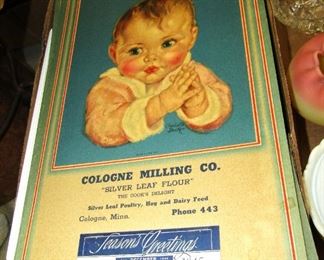 COLOGNE MILLING CO.
"SILVER LEAF FLOUR"
THE COOK'S DELIGHT
Silver Leaf Poultry, Hog and Dairy Feed
Cologne, Minn. Phone 443
Season's Greetings
DECEMBER